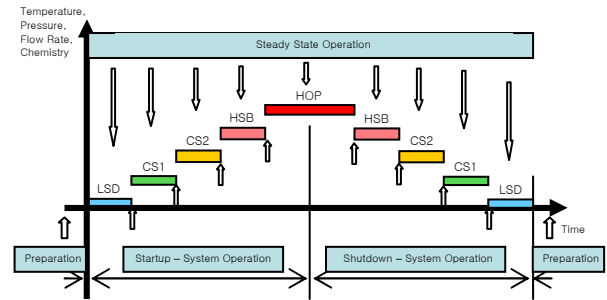 Temperature,
Pressure,
Flow Rate,
Chemistry
Steady State Operation
HOP
HSB
HSB
CS2
CS2
CS1
CS1
LSD
LSD
Time
Preparation
Startup – System Operation
Shutdown – System Operation
Preparation